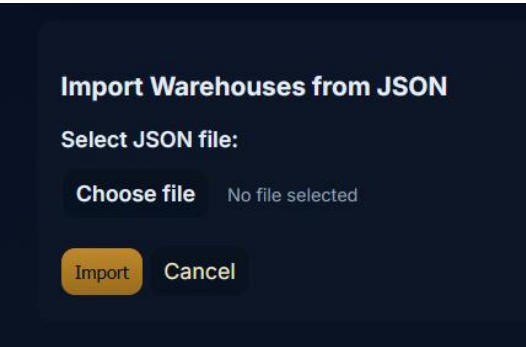 Import Warehouses from JSON
Select JSON file:
Choose file No file selected
Import Cancel